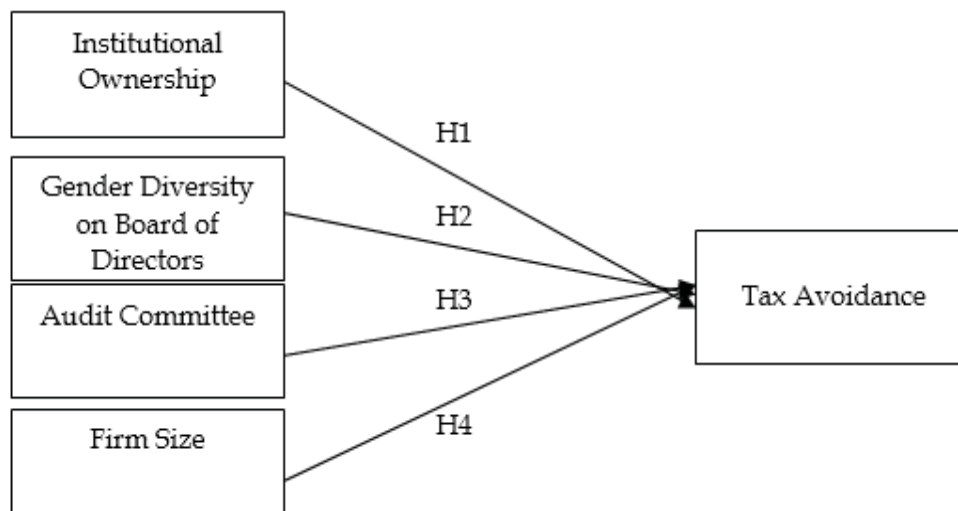 Institutional
Ownership
H1
Gender Diversity
on Board of
Directors
H2
Audit Committee
H3
Firm Size
H4
Tax Avoidance